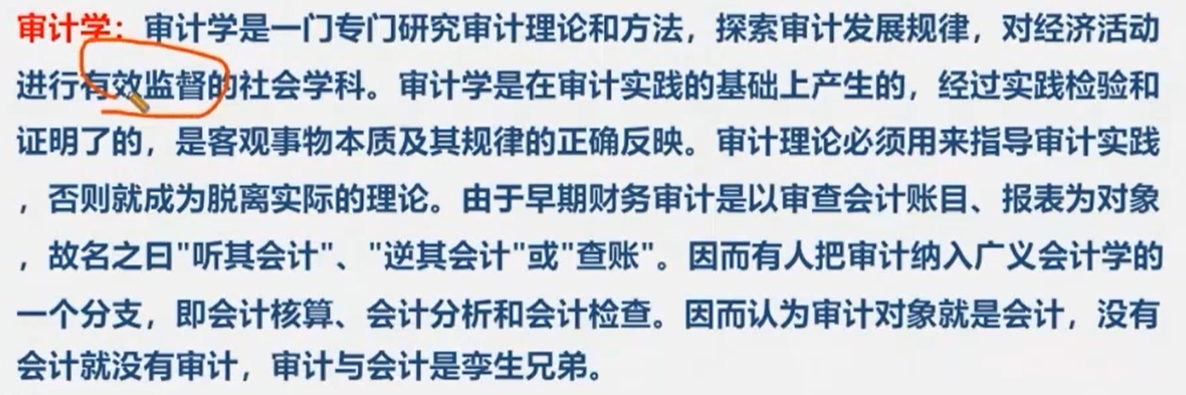 审计学：审计学是一门专门研究审计理论和方法，探索审计发展规律，对经济活动
进行有效监督的社会学科。审计学是在审计实践的基础上产生的，经过实践检验和
证明了的，是客观事物本质及其规律的正确反映。审计理论必须用来指导审计实践
，否则就成为脱离实际的理论。由于早期财务审计是以审查会计账目、报表为对象
，故名之曰"听其会计"、"逆其会计"或"查账"。因而有人把审计纳入广义会计学的
一个分支，即会计核算、会计分析和会计检查。因而认为审计对象就是会计，没有
会计就没有审计，审计与会计是孪生兄弟。